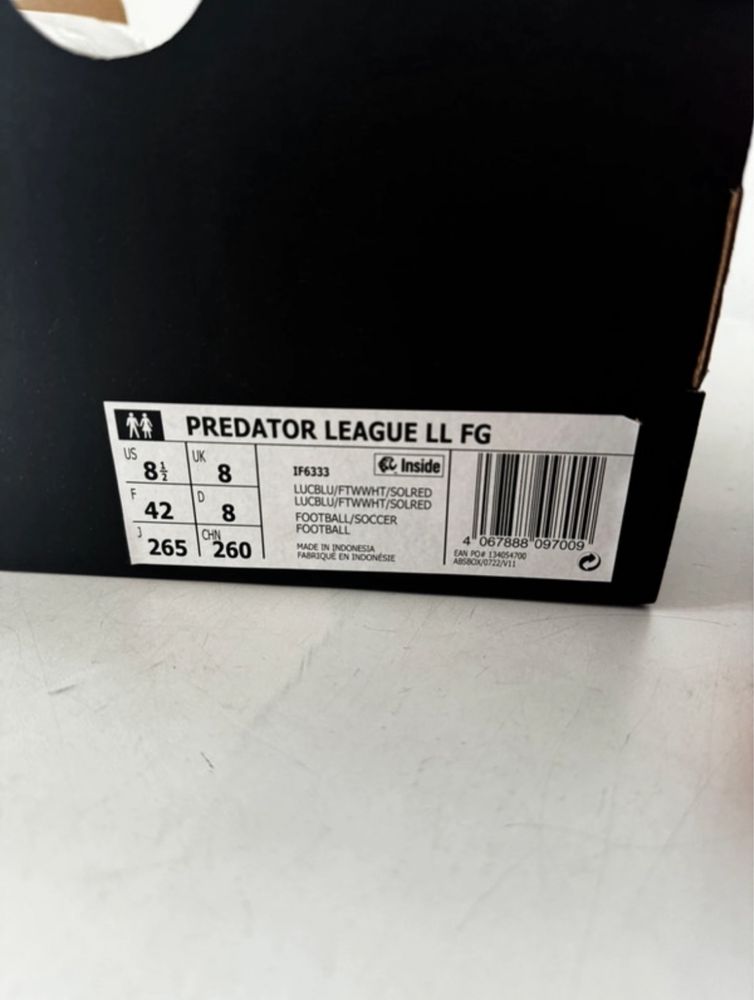 PREDATOR LEAGUE LL FG
US 8½ UK 8
F 42 D 8
J 265 CHN 260
IF6333 Inside
LUCBLU/FTWWHT/SOLRED
LUCBLU/FTWWHT/SOLRED
FOOTBALL/SOCCER
FOOTBALL
MADE IN INDONESIA
FABRIQUÉ EN INDONÉSIE
4 067888 097009
EAN PO# 134054700
ABSBOX/0722/V11